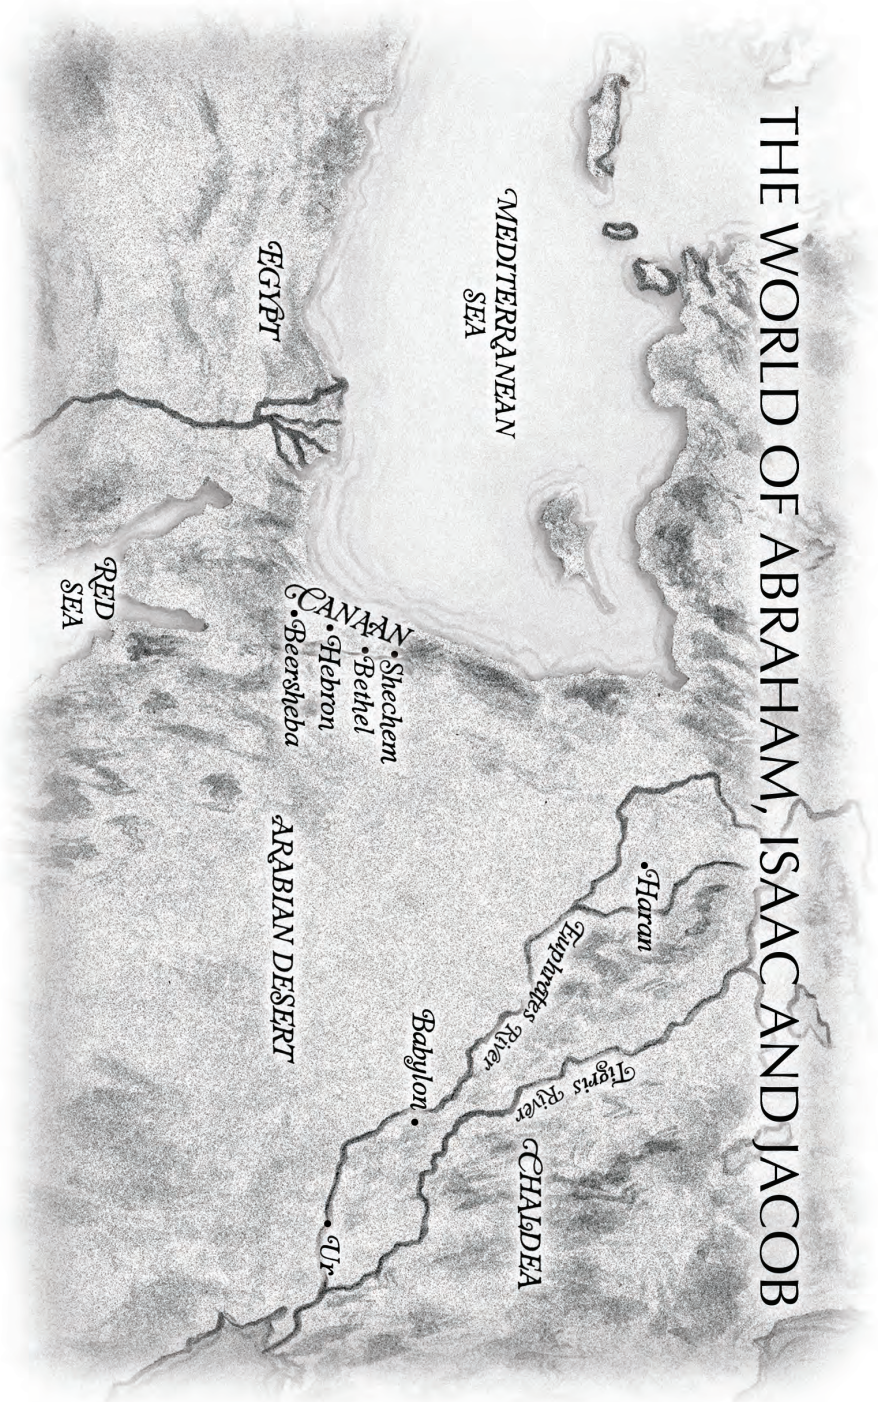 THE WORLD OF ABRAHAM, ISAAC AND JACOB
MEDITERRANEAN
SEA
EGYPT
RED
SEA
CANAAN
Shechem
Bethel
Hebron
Beersheba
Haran
Euphrates River
Tigris River
Babylon
CHALDEA
ARABIAN DESERT
Ur